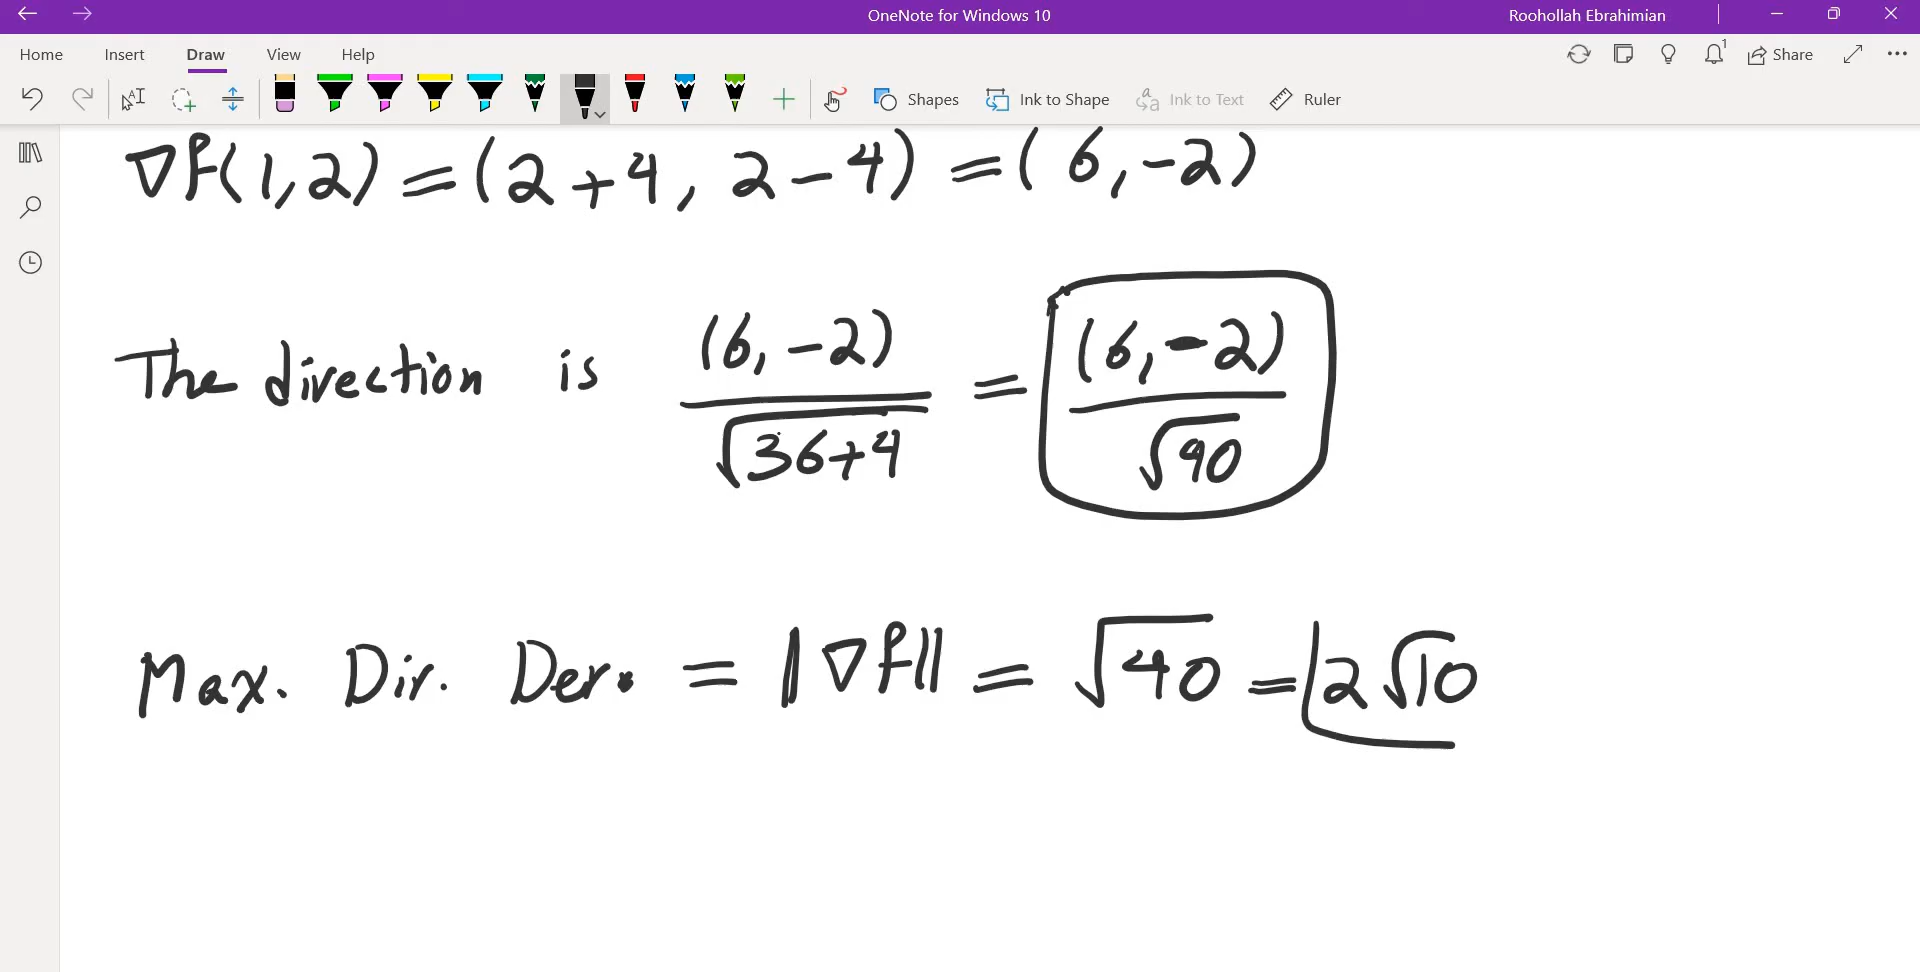 OneNote for Windows 10 Roohollah Ebrahimian
Home Insert Draw View Help 1 Share
Shapes Ink to Shape Ink to Text Ruler
∇f(1,2) = (2+4, 2-4) = (6,-2)
The direction is (6,-2)/√(36+4) = (6,-2)/√40
Max. Dir. Der. = ||∇f|| = √40 = 2√10